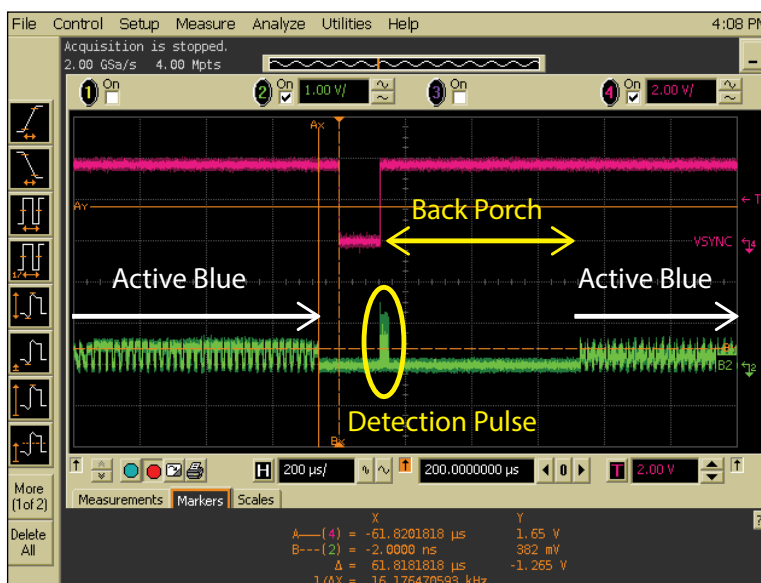 File Control Setup Measure Analyze Utilities Help 4:08 PM
Acquisition is stopped.
2.00 GSa/s 4.00 Mpts
1 On 2 On 1.00 V/ 3 On 4 On 2.00 V/
Ax
Ay
T
Back Porch
VSYNC 4
Active Blue Active Blue
B2 2
Detection Pulse
Bx
H 200 µs/ T 200.0000000 µs 0 T 2.00 V
More
(1 of 2)
Measurements Markers Scales
Delete
All
X Y
A——(4) = -61.8201818 µs 1.65 V
B---(2) = -2.0000 ns 382 mV
Δ = 61.8181818 µs -1.265 V
1/ΔX = 16.176470593 kHz
?